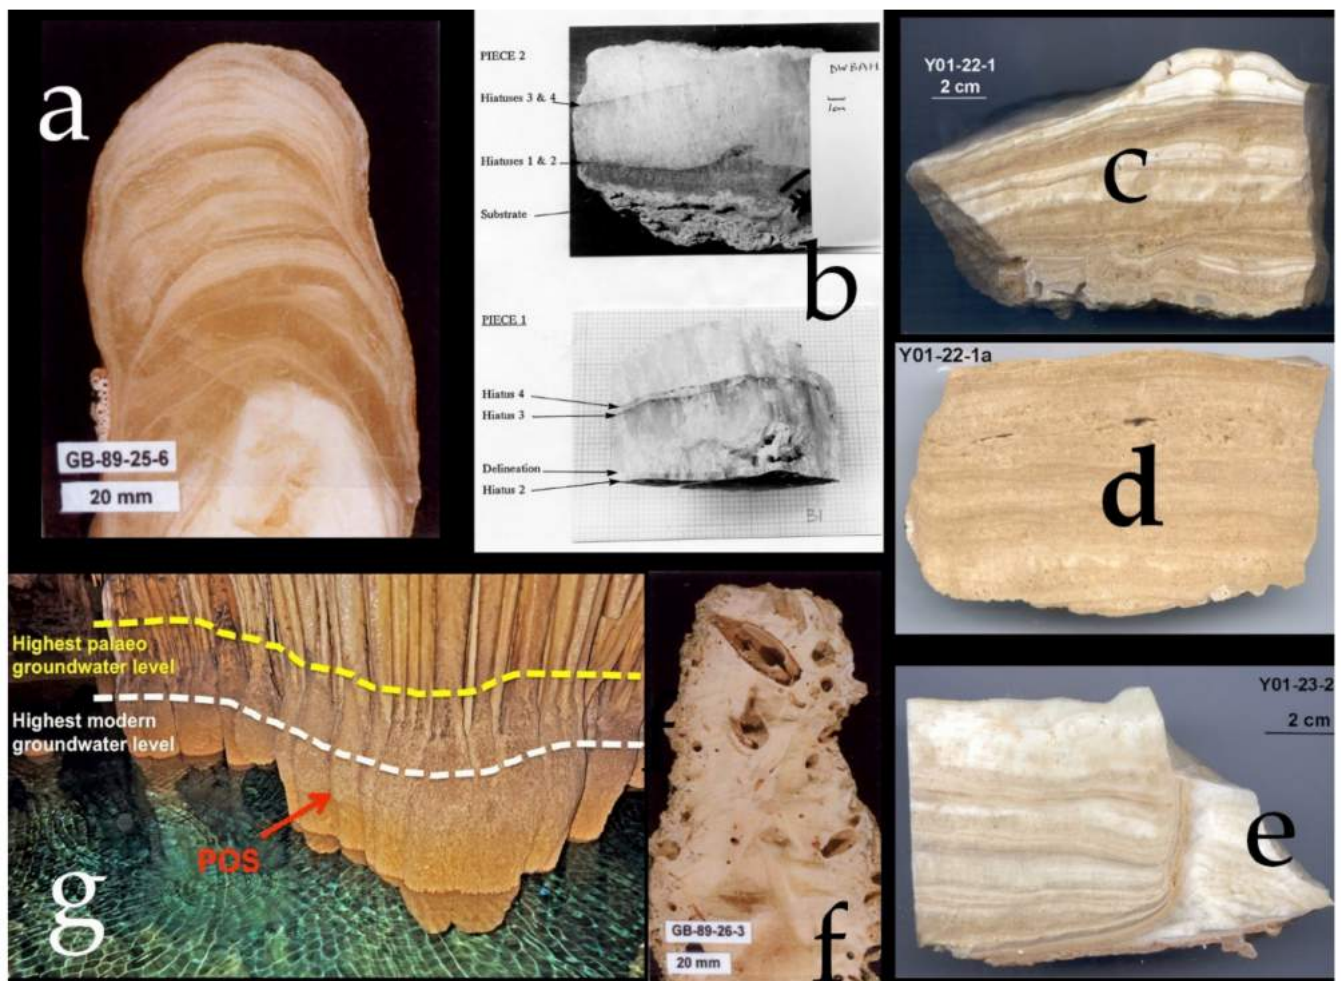 a
GB-89-25-6
20 mm
PIECE 2
Hiatuses 3 & 4
Hiatuses 1 & 2
Substrate
DWBAH
1cm
b
PIECE 1
Hiatus 4
Hiatus 3
Delineation
Hiatus 2
B1
Y01-22-1
2 cm
c
Y01-22-1a
d
Highest palaeo
groundwater level
Highest modern
groundwater level
POS
g
GB-89-26-3
20 mm
f
Y01-23-2
2 cm
e